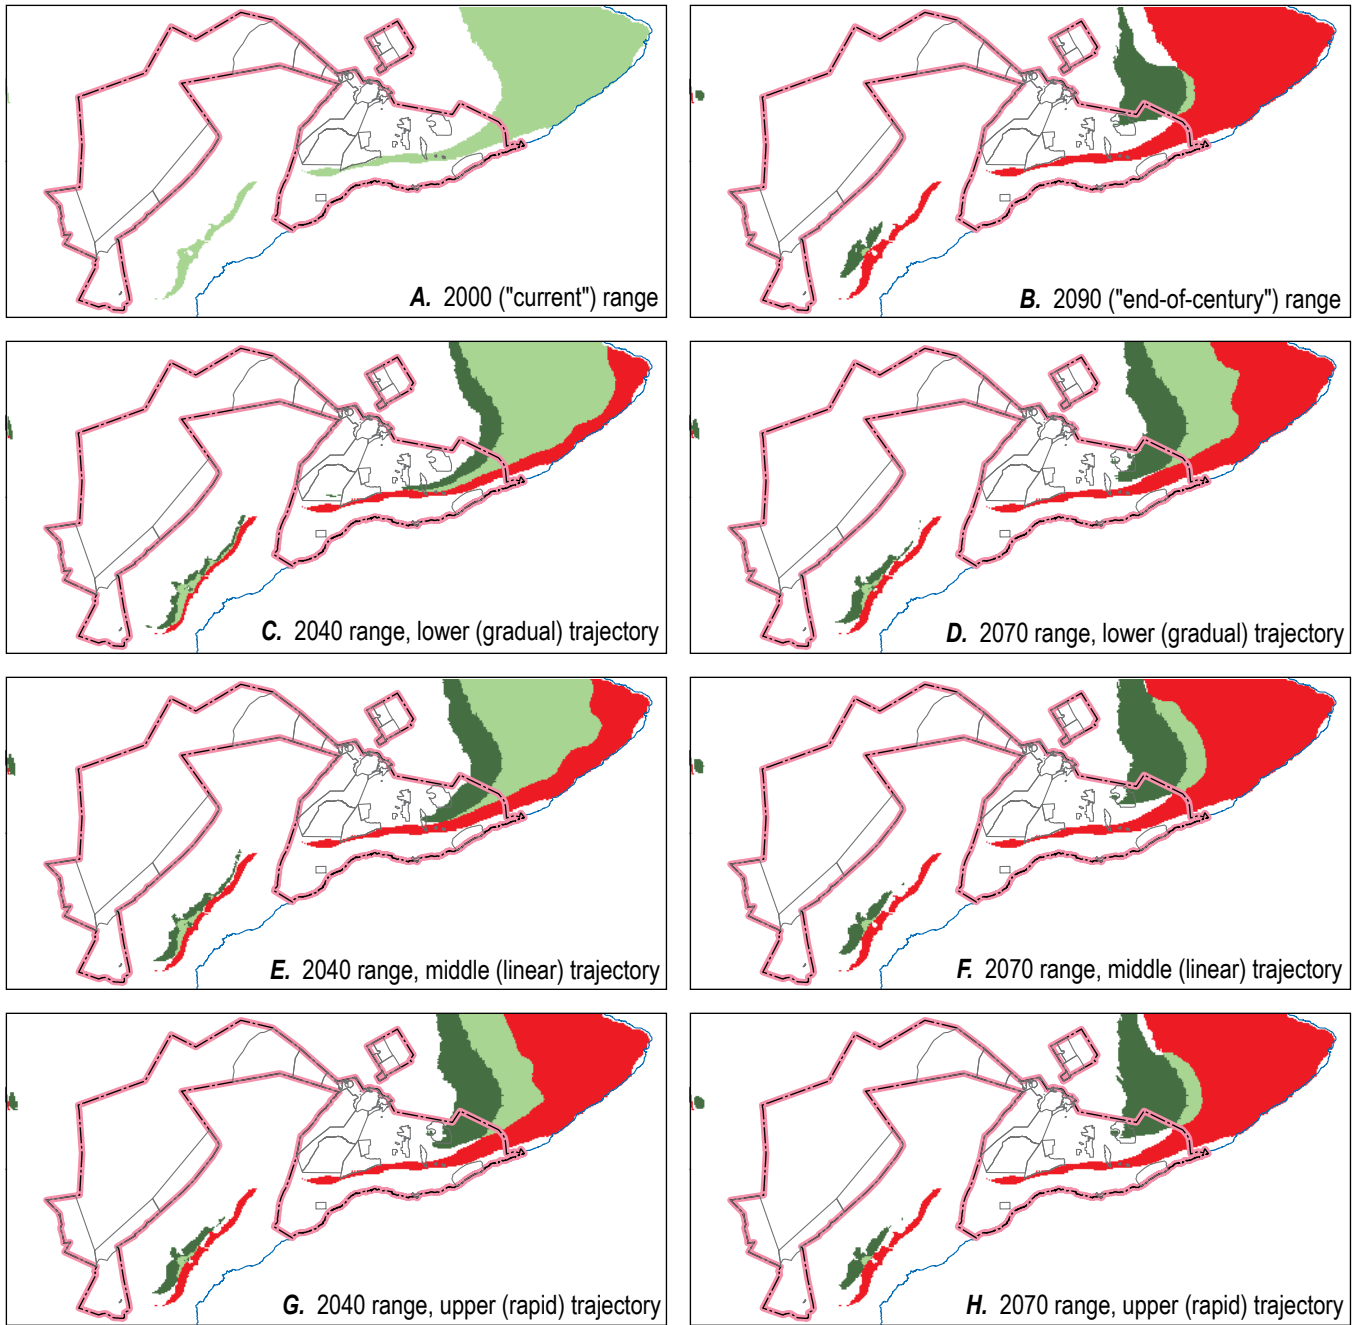 A. 2000 ("current") range
B. 2090 ("end-of-century") range
C. 2040 range, lower (gradual) trajectory
D. 2070 range, lower (gradual) trajectory
E. 2040 range, middle (linear) trajectory
F. 2070 range, middle (linear) trajectory
G. 2040 range, upper (rapid) trajectory
H. 2070 range, upper (rapid) trajectory